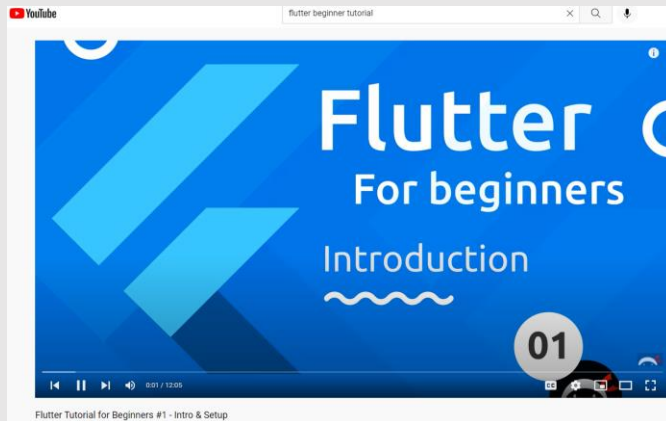 YouTube
flutter beginner tutorial
Flutter
For beginners
Introduction
01
0:01 / 12:05
CC
Flutter Tutorial for Beginners #1 - Intro & Setup